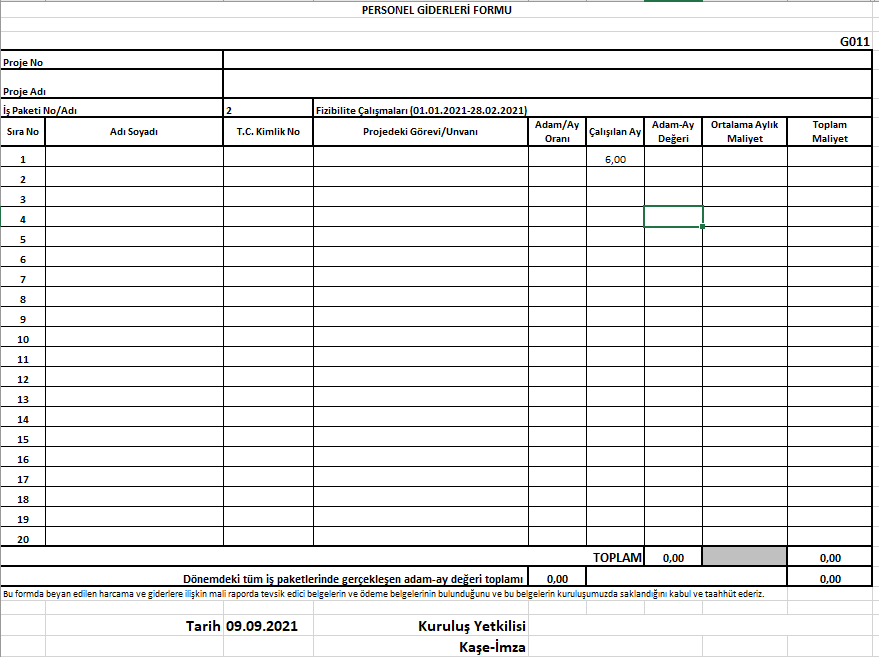 PERSONEL GİDERLERİ FORMU
G011
Proje No
Proje Adı
İş Paketi No/Adı 2 Fizibilite Çalışmaları (01.01.2021-28.02.2021)
Sıra No Adı Soyadı T.C. Kimlik No Projedeki Görevi/Unvanı Adam/Ay Oranı Çalışılan Ay Adam-Ay Değeri Ortalama Aylık Maliyet Toplam Maliyet
1 6,00
2
3
4
5
6
7
8
9
10
11
12
13
14
15
16
17
18
19
20
TOPLAM 0,00 0,00
Dönemdeki tüm iş paketlerinde gerçekleşen adam-ay değeri toplamı 0,00 0,00
Bu formda beyan edilen harcama ve giderlere ilişkin mali raporda tevsik edici belgelerin ve ödeme belgelerinin bulunduğunu ve bu belgelerin kuruluşumuzda saklandığını kabul ve taahhüt ederiz.
Tarih 09.09.2021 Kuruluş Yetkilisi
Kaşe-İmza